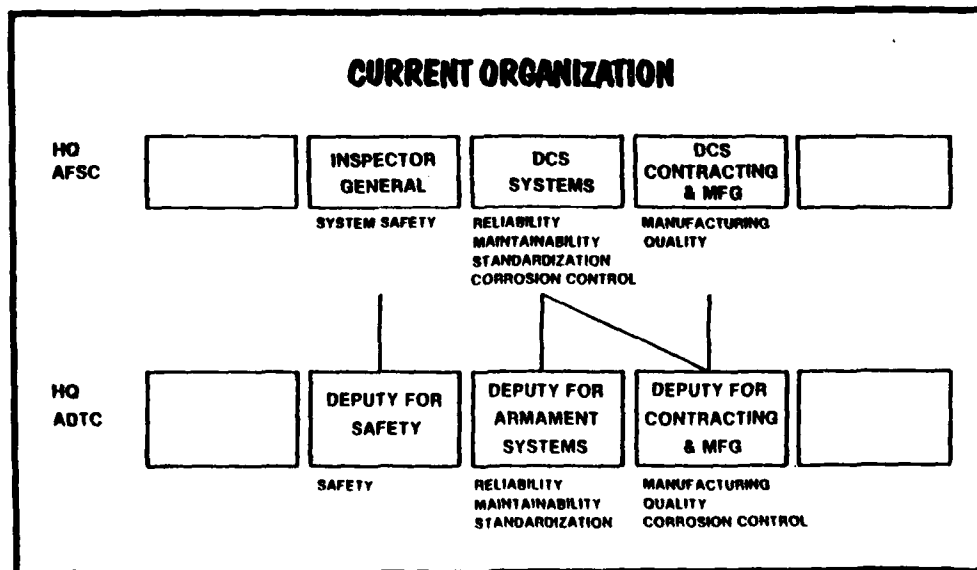 CURRENT ORGANIZATION
HQ
AFSC
INSPECTOR
GENERAL
DCS
SYSTEMS
DCS
CONTRACTING
& MFG
SYSTEM SAFETY
RELIABILITY
MAINTAINABILITY
STANDARDIZATION
CORROSION CONTROL
MANUFACTURING
QUALITY
HQ
ADTC
DEPUTY FOR
SAFETY
DEPUTY FOR
ARMAMENT
SYSTEMS
DEPUTY FOR
CONTRACTING
& MFG
SAFETY
RELIABILITY
MAINTAINABILITY
STANDARDIZATION
MANUFACTURING
QUALITY
CORROSION CONTROL